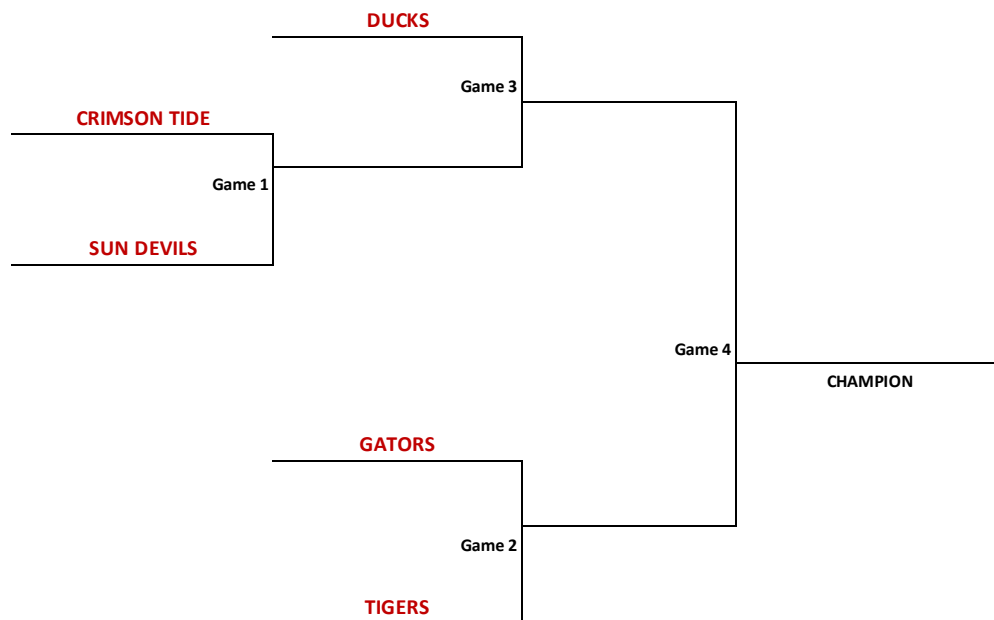 DUCKS
Game 3
CRIMSON TIDE
Game 1
SUN DEVILS
Game 4
CHAMPION
GATORS
Game 2
TIGERS